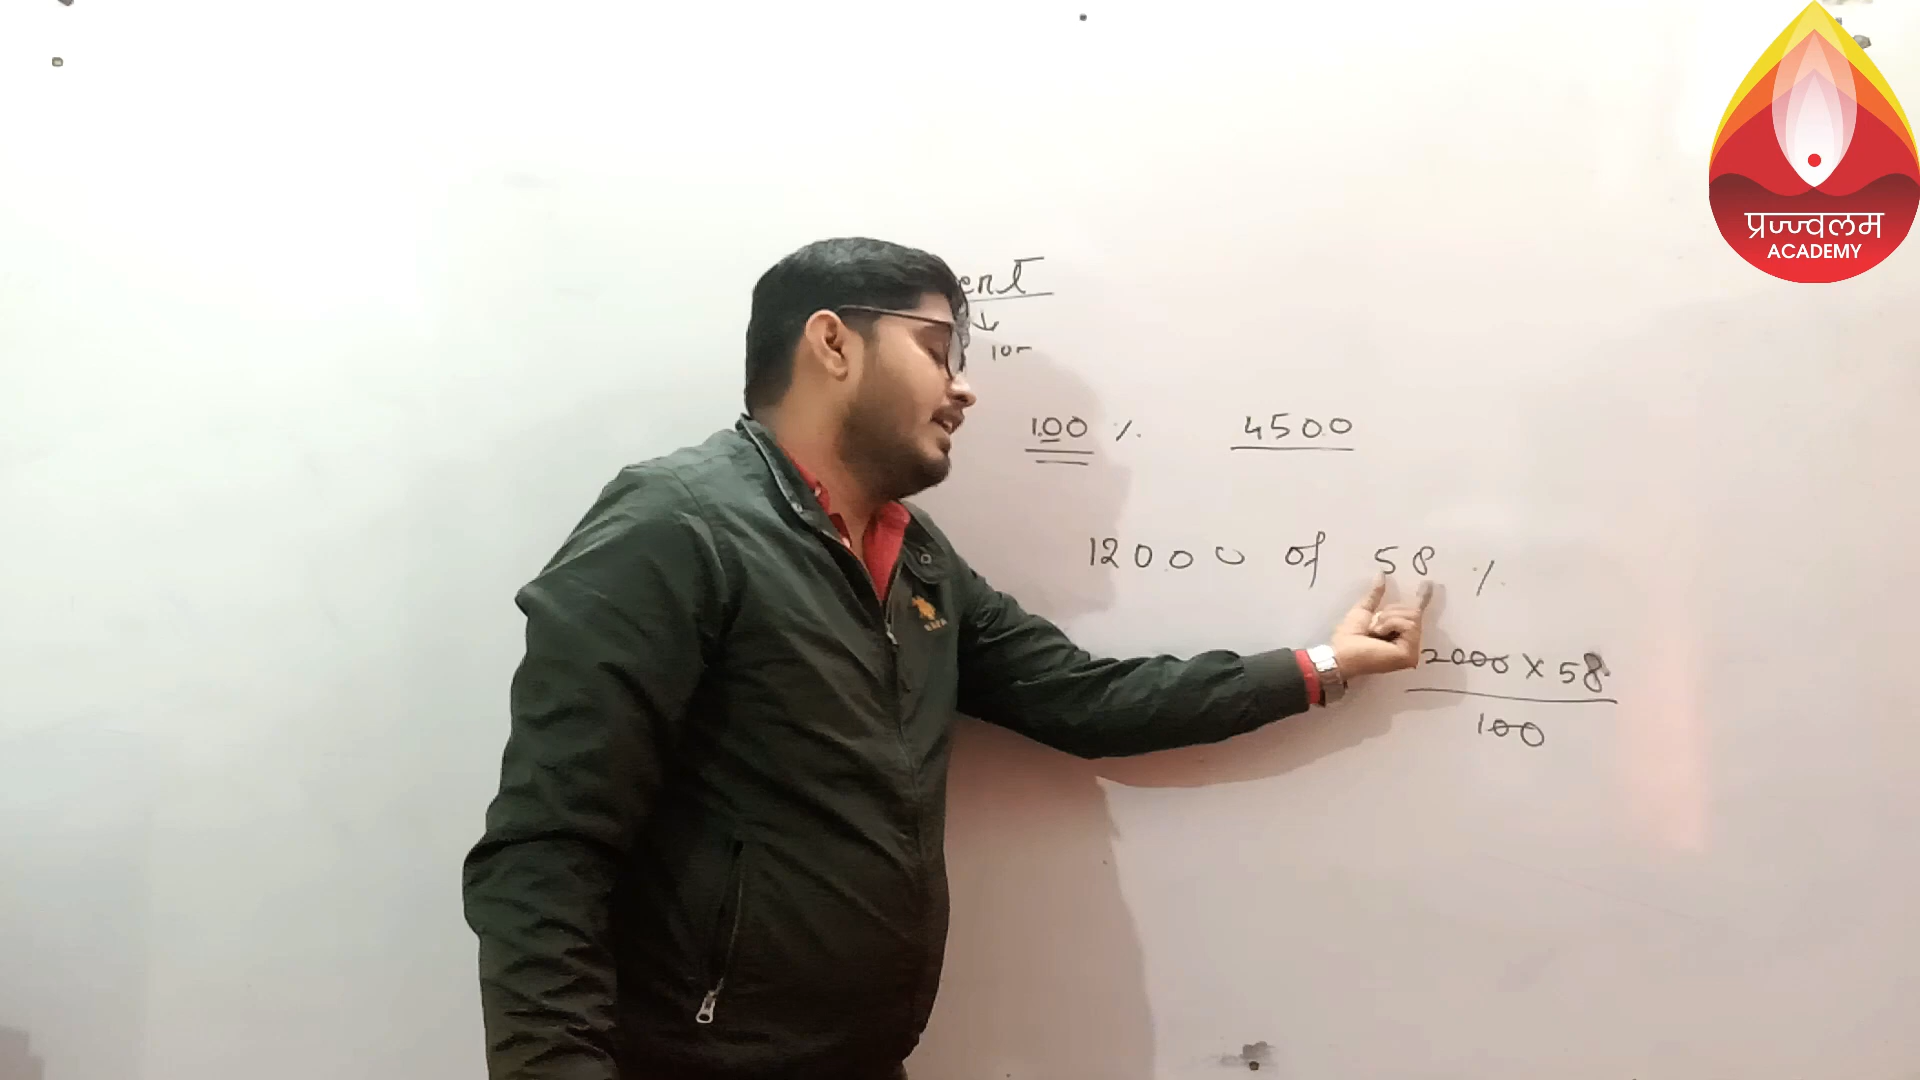 ent
↓
100 % 4500
12000 of 58 %
2000 x 58
100
प्रज्ज्वलम
ACADEMY